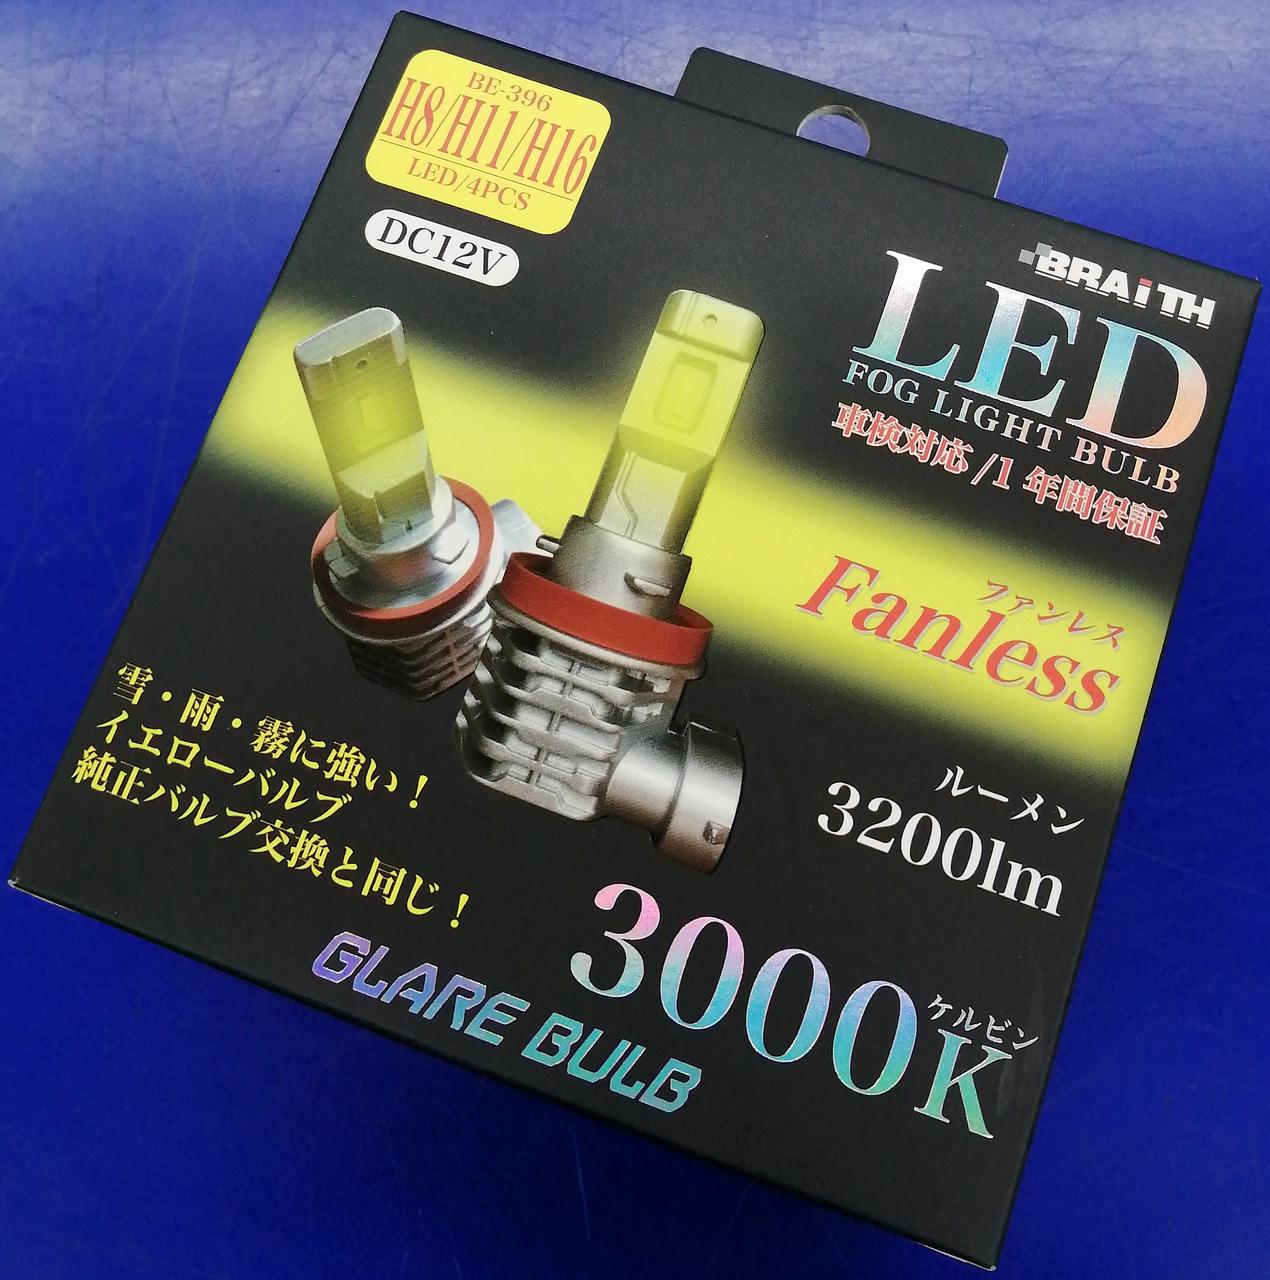 BE-396
H8/H11/H16
LED/4PCS
DC12V
BRAiTH
LED
FOG LIGHT BULB
車検対応/1年間保証
ファンレス
Fanless
雪・雨・霧に強い！
イエローバルブ
純正バルブ交換と同じ！
ルーメン
3200lm
ケルビン
3000K
GLARE BULB